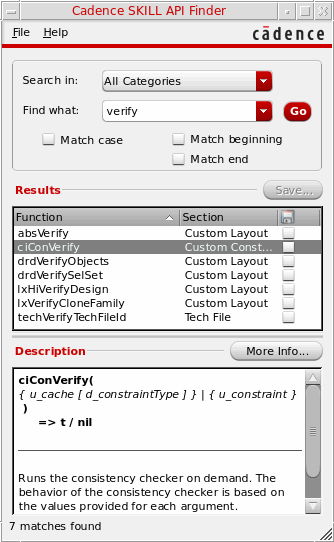 Cadence SKILL API Finder
File Help
cādence
Search in: All Categories
Find what: verify Go
Match case Match beginning
Match end
Results Save...
Function Section
absVerify Custom Layout
ciConVerify Custom Const...
drdVerifyObjects Custom Layout
drdVerifySelSet Custom Layout
lxHiVerifyDesign Custom Layout
lxVerifyCloneFamily Custom Layout
techVerifyTechFileId Tech File
Description More Info...
ciConVerify(
{ u_cache [ d_constraintType ] } | { u_constraint }
)
=> t / nil
Runs the consistency checker on demand. The
behavior of the consistency checker is based on
the values provided for each argument.
7 matches found